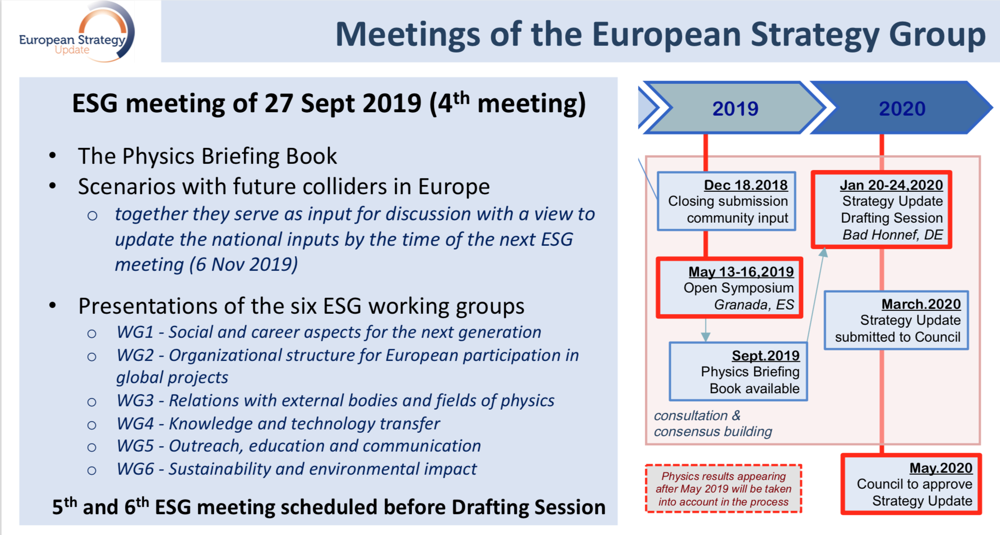 European Strategy
Update
Meetings of the European Strategy Group
ESG meeting of 27 Sept 2019 (4th meeting)
• The Physics Briefing Book
• Scenarios with future colliders in Europe
o together they serve as input for discussion with a view to
update the national inputs by the time of the next ESG
meeting (6 Nov 2019)
• Presentations of the six ESG working groups
o WG1 - Social and career aspects for the next generation
o WG2 - Organizational structure for European participation in
global projects
o WG3 - Relations with external bodies and fields of physics
o WG4 - Knowledge and technology transfer
o WG5 - Outreach, education and communication
o WG6 - Sustainability and environmental impact
5th and 6th ESG meeting scheduled before Drafting Session
2019
2020
Dec 18.2018
Closing submission
community input
May 13-16,2019
Open Symposium
Granada, ES
Sept.2019
Physics Briefing
Book available
consultation &
consensus building
Physics results appearing
after May 2019 will be taken
into account in the process
Jan 20-24,2020
Strategy Update
Drafting Session
Bad Honnef, DE
March.2020
Strategy Update
submitted to Council
May.2020
Council to approve
Strategy Update